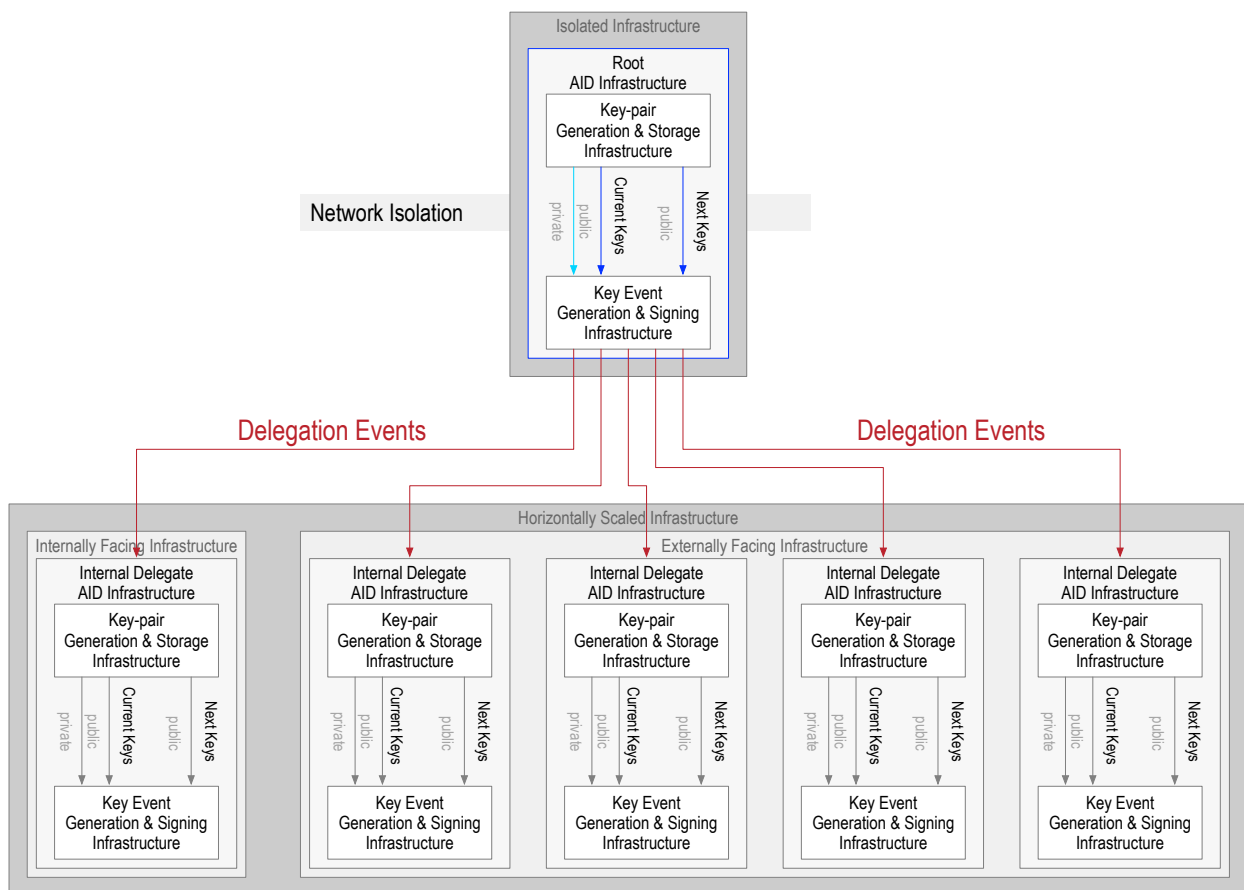 Isolated Infrastructure
Root
AID Infrastructure
Key-pair
Generation & Storage
Infrastructure
Network Isolation
private
public
Current Keys
public
Next Keys
Key Event
Generation & Signing
Infrastructure
Delegation Events
Delegation Events
Horizontally Scaled Infrastructure
Internally Facing Infrastructure
Externally Facing Infrastructure
Internal Delegate
AID Infrastructure
Key-pair
Generation & Storage
Infrastructure
private
public
Current Keys
public
Next Keys
Key Event
Generation & Signing
Infrastructure
Internal Delegate
AID Infrastructure
Key-pair
Generation & Storage
Infrastructure
private
public
Current Keys
public
Next Keys
Key Event
Generation & Signing
Infrastructure
Internal Delegate
AID Infrastructure
Key-pair
Generation & Storage
Infrastructure
private
public
Current Keys
public
Next Keys
Key Event
Generation & Signing
Infrastructure
Internal Delegate
AID Infrastructure
Key-pair
Generation & Storage
Infrastructure
private
public
Current Keys
public
Next Keys
Key Event
Generation & Signing
Infrastructure
Internal Delegate
AID Infrastructure
Key-pair
Generation & Storage
Infrastructure
private
public
Current Keys
public
Next Keys
Key Event
Generation & Signing
Infrastructure